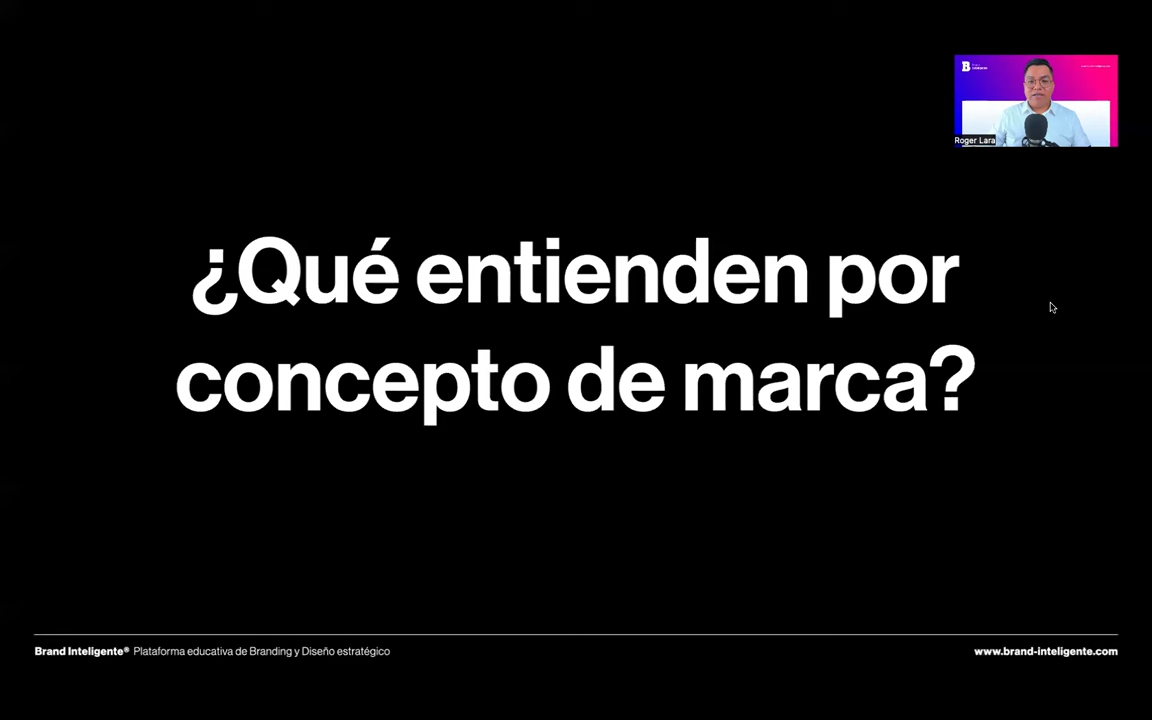 Roger Lara
¿Qué entienden por
concepto de marca?
Brand Inteligente® Plataforma educativa de Branding y Diseño estratégico
www.brand-inteligente.com